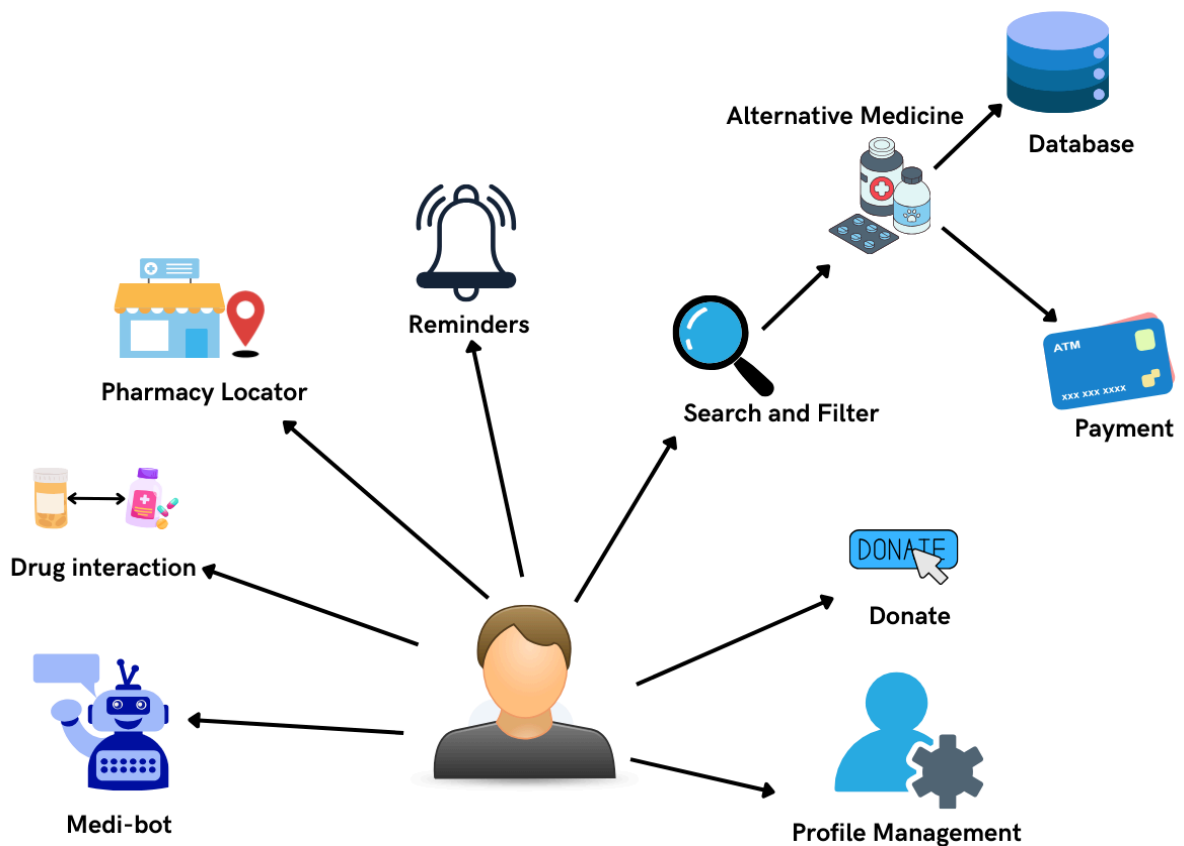 Alternative Medicine
Database
Reminders
Pharmacy Locator
Search and Filter
ATM
xxx xxx xxxx
Payment
Drug interaction
DONATE
Donate
Medi-bot
Profile Management